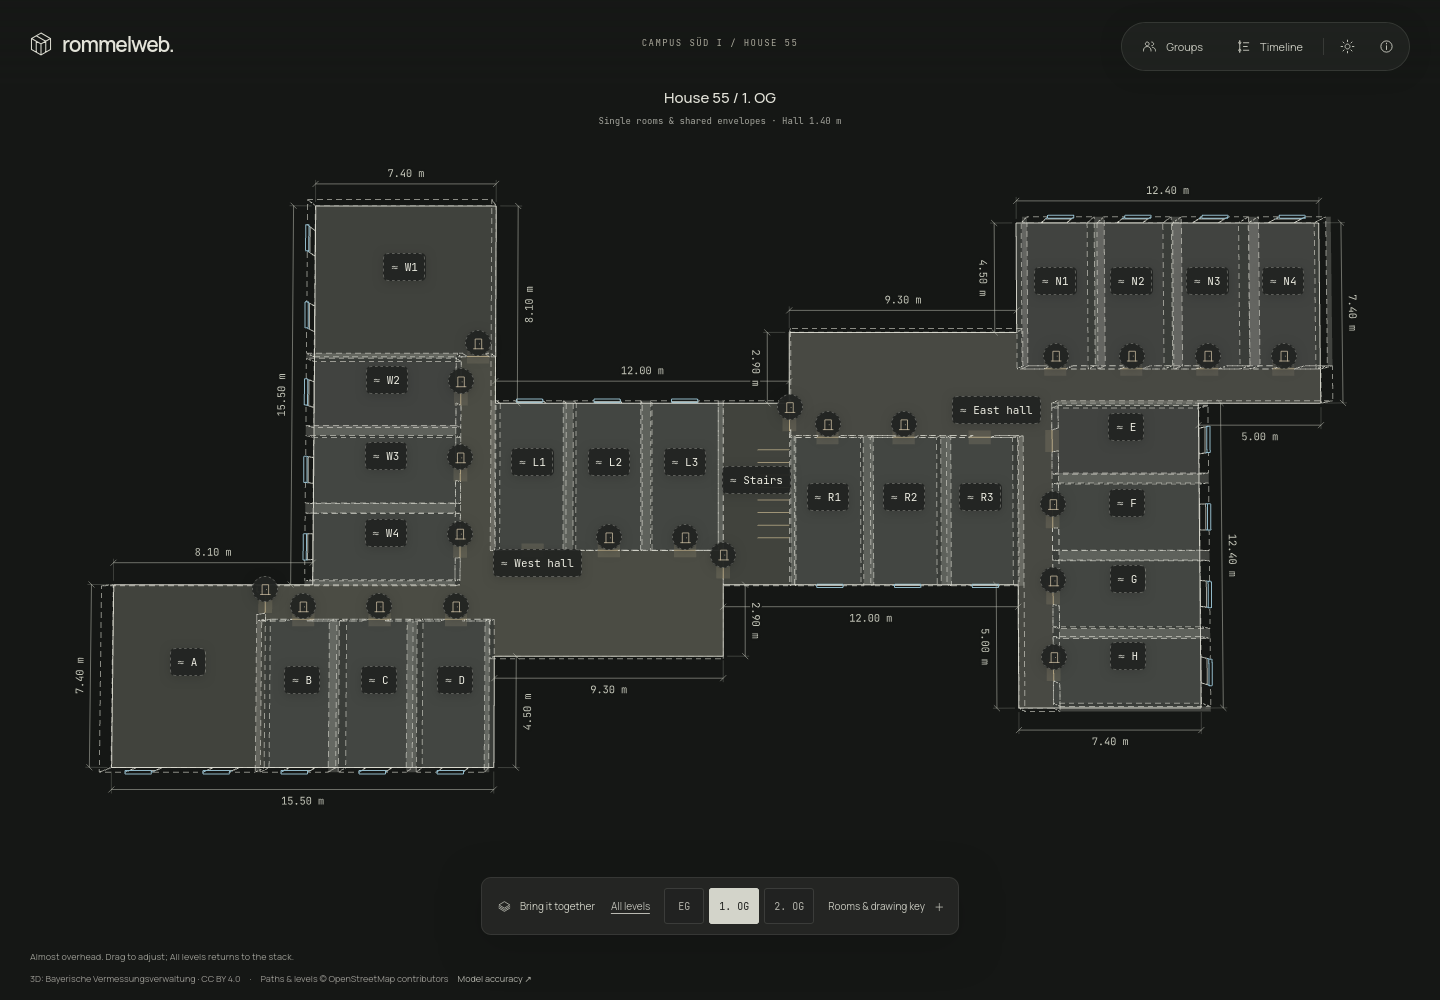 rommelweb.
CAMPUS SÜD I / HOUSE 55
Groups
Timeline
House 55 / 1. OG
Single rooms & shared envelopes · Hall 1.40 m
7.40 m
12.40 m
≈ W1
4.50 m
≈ N1
≈ N2
≈ N3
≈ N4
8.10 m
9.30 m
7.40 m
15.50 m
≈ W2
12.00 m
2.90 m
≈ East hall
≈ E
5.00 m
≈ W3
≈ L1
≈ L2
≈ L3
≈ Stairs
≈ R1
≈ R2
≈ R3
≈ F
≈ W4
8.10 m
≈ West hall
12.40 m
≈ G
2.90 m
12.00 m
5.00 m
≈ A
≈ B
≈ C
≈ D
≈ H
7.40 m
9.30 m
4.50 m
7.40 m
15.50 m
Bring it together
All levels
EG
1. OG
2. OG
Rooms & drawing key +
Almost overhead. Drag to adjust; All levels returns to the stack.
3D: Bayerische Vermessungsverwaltung · CC BY 4.0 · Paths & levels © OpenStreetMap contributors Model accuracy ↗